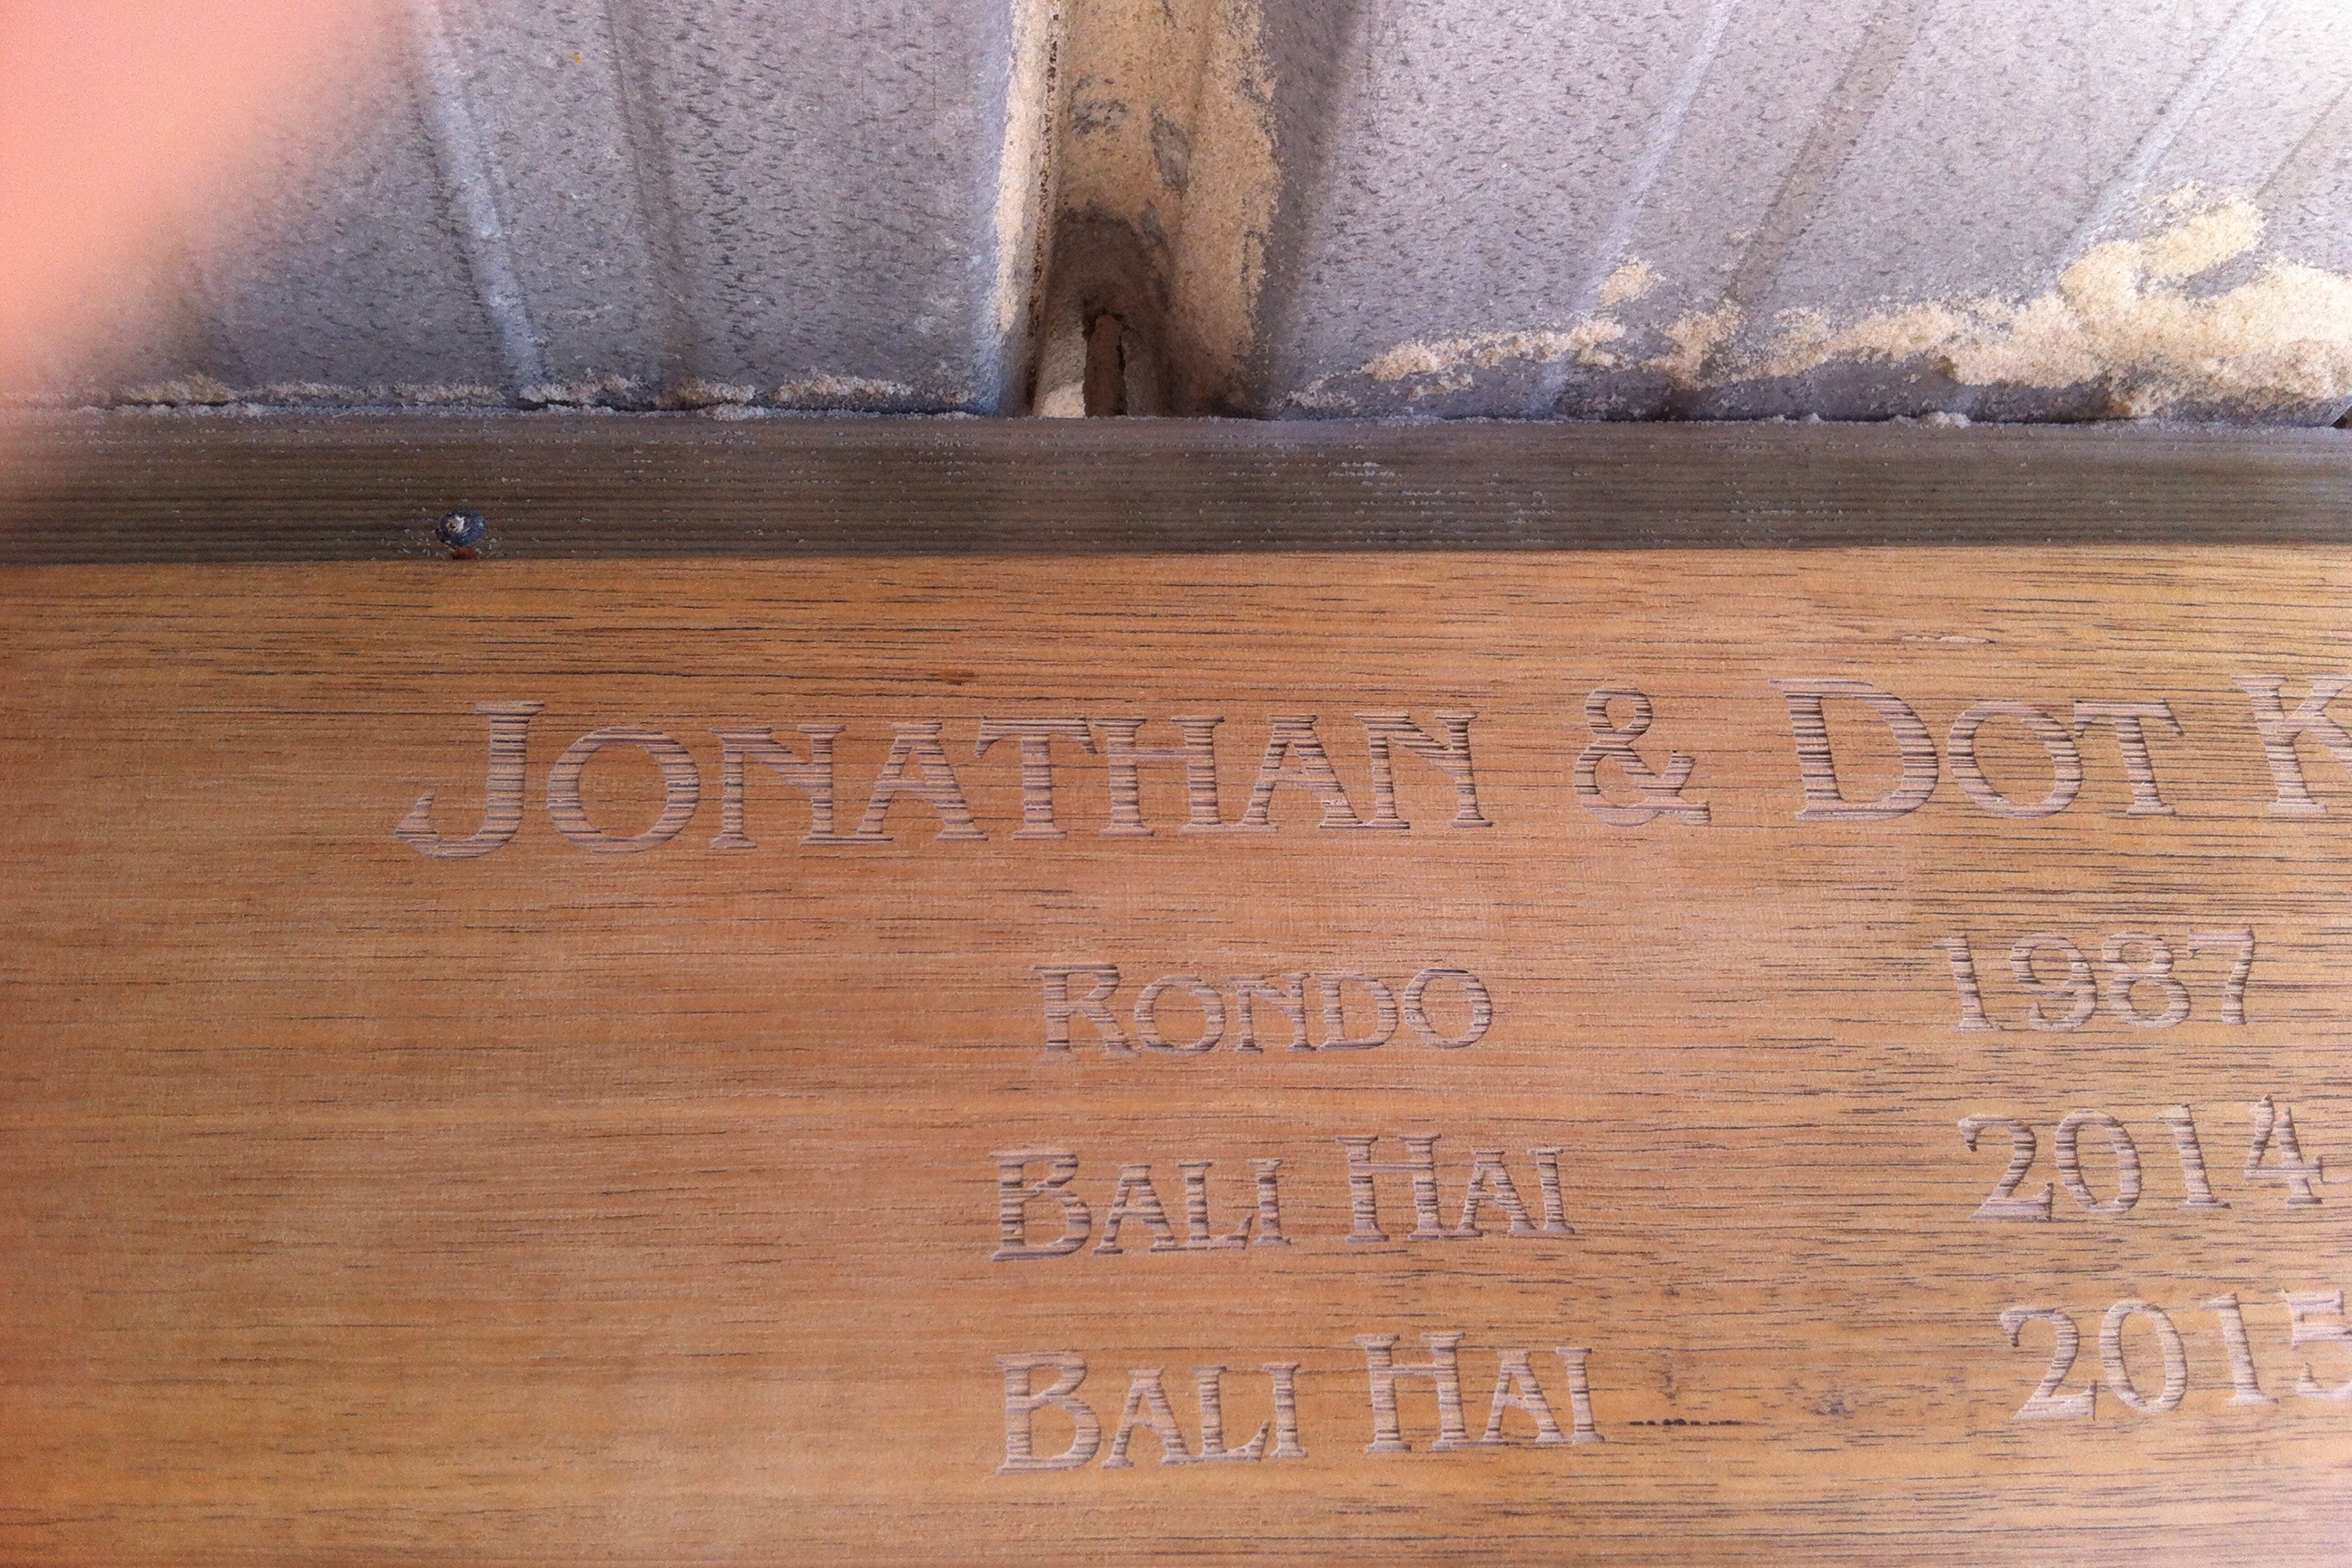 JONATHAN & DOT K
RONDO 1987
BALI HAI 2014
BALI HAI 2015